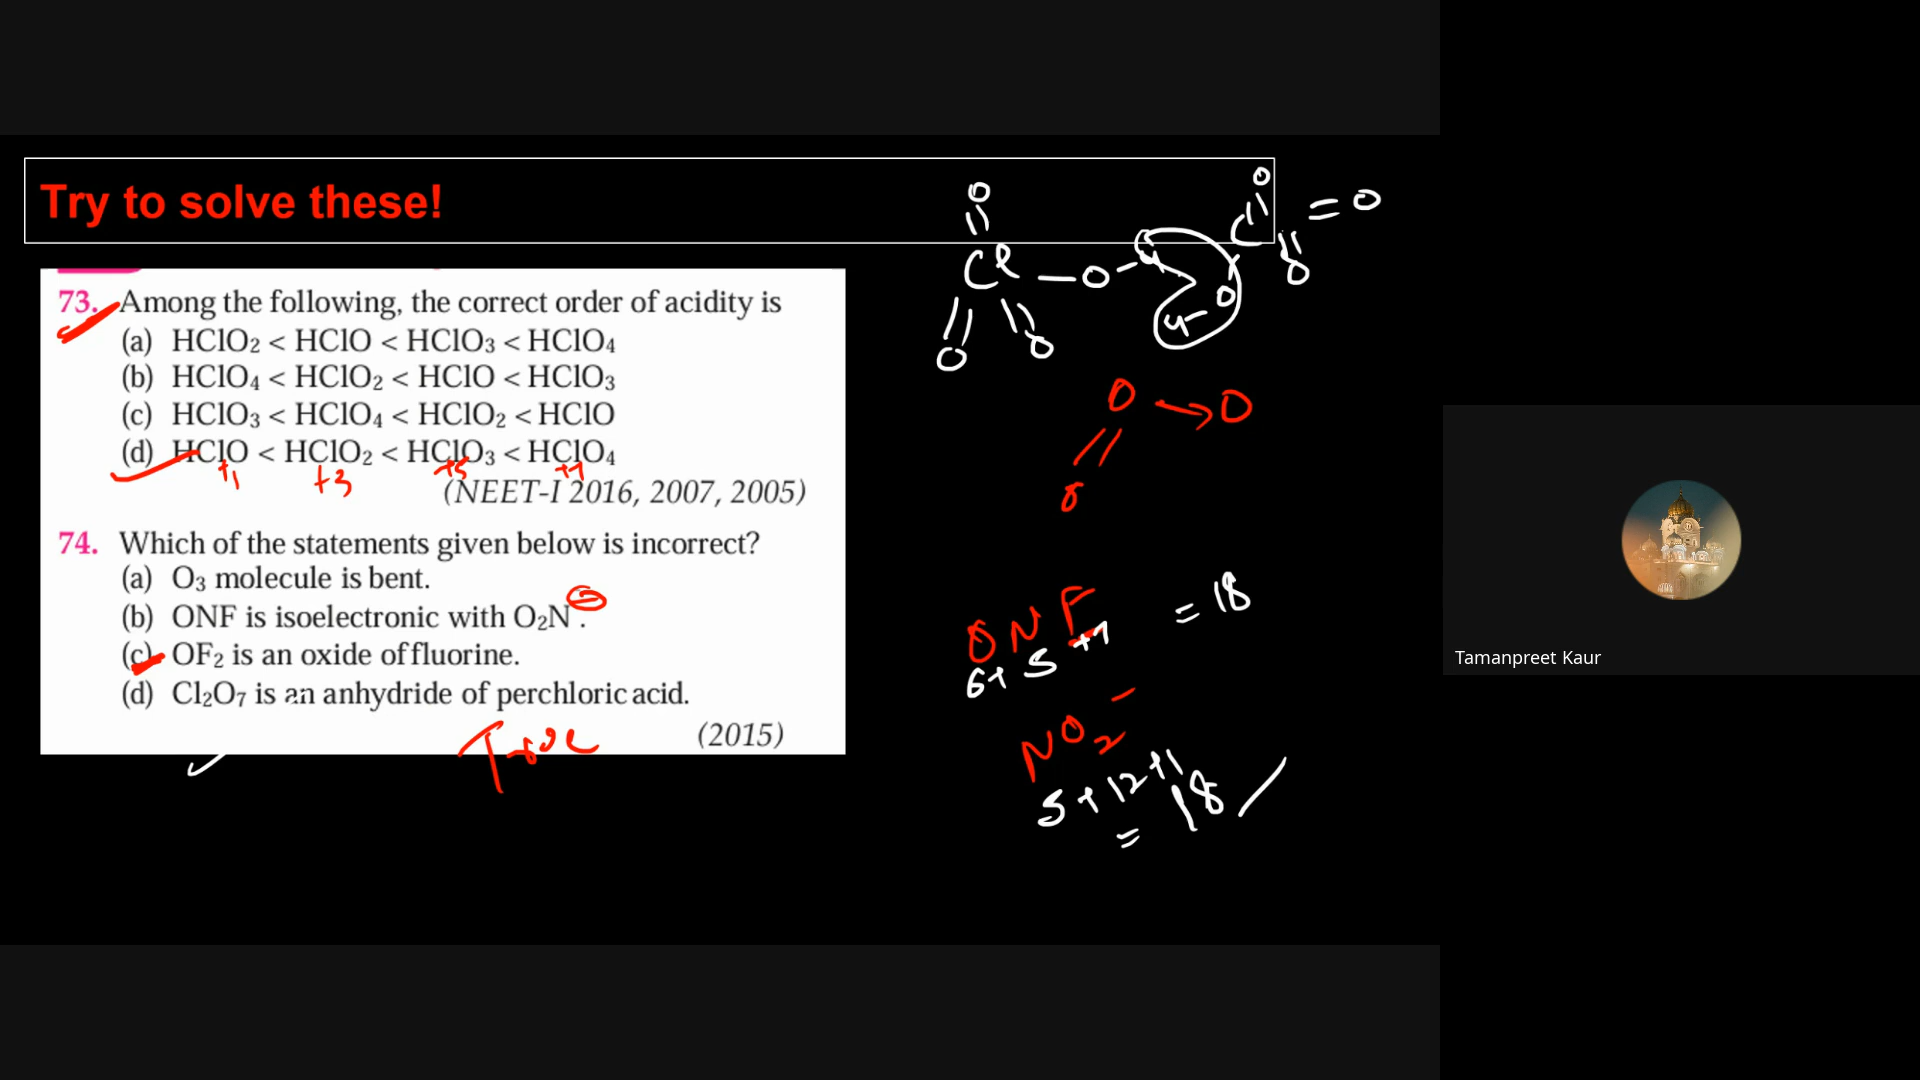 Try to solve these!
73. Among the following, the correct order of acidity is
(a) HClO₂ < HClO < HClO₃ < HClO₄
(b) HClO₄ < HClO₂ < HClO < HClO₃
(c) HClO₃ < HClO₄ < HClO₂ < HClO
(d) HClO < HClO₂ < HClO₃ < HClO₄
+1 +3 +5 +7
(NEET-I 2016, 2007, 2005)
74. Which of the statements given below is incorrect?
(a) O₃ molecule is bent.
(b) ONF is isoelectronic with O₂N⁻.
(c) OF₂ is an oxide of fluorine.
(d) Cl₂O₇ is an anhydride of perchloric acid.
(2015)
True
O
Cl — O —
O O
O
Cl = O
O O
H
O → O
O
O N F = 18
6 + 5 + 7
NO₂⁻
5 + 12 + 1
= 18
Tamanpreet Kaur